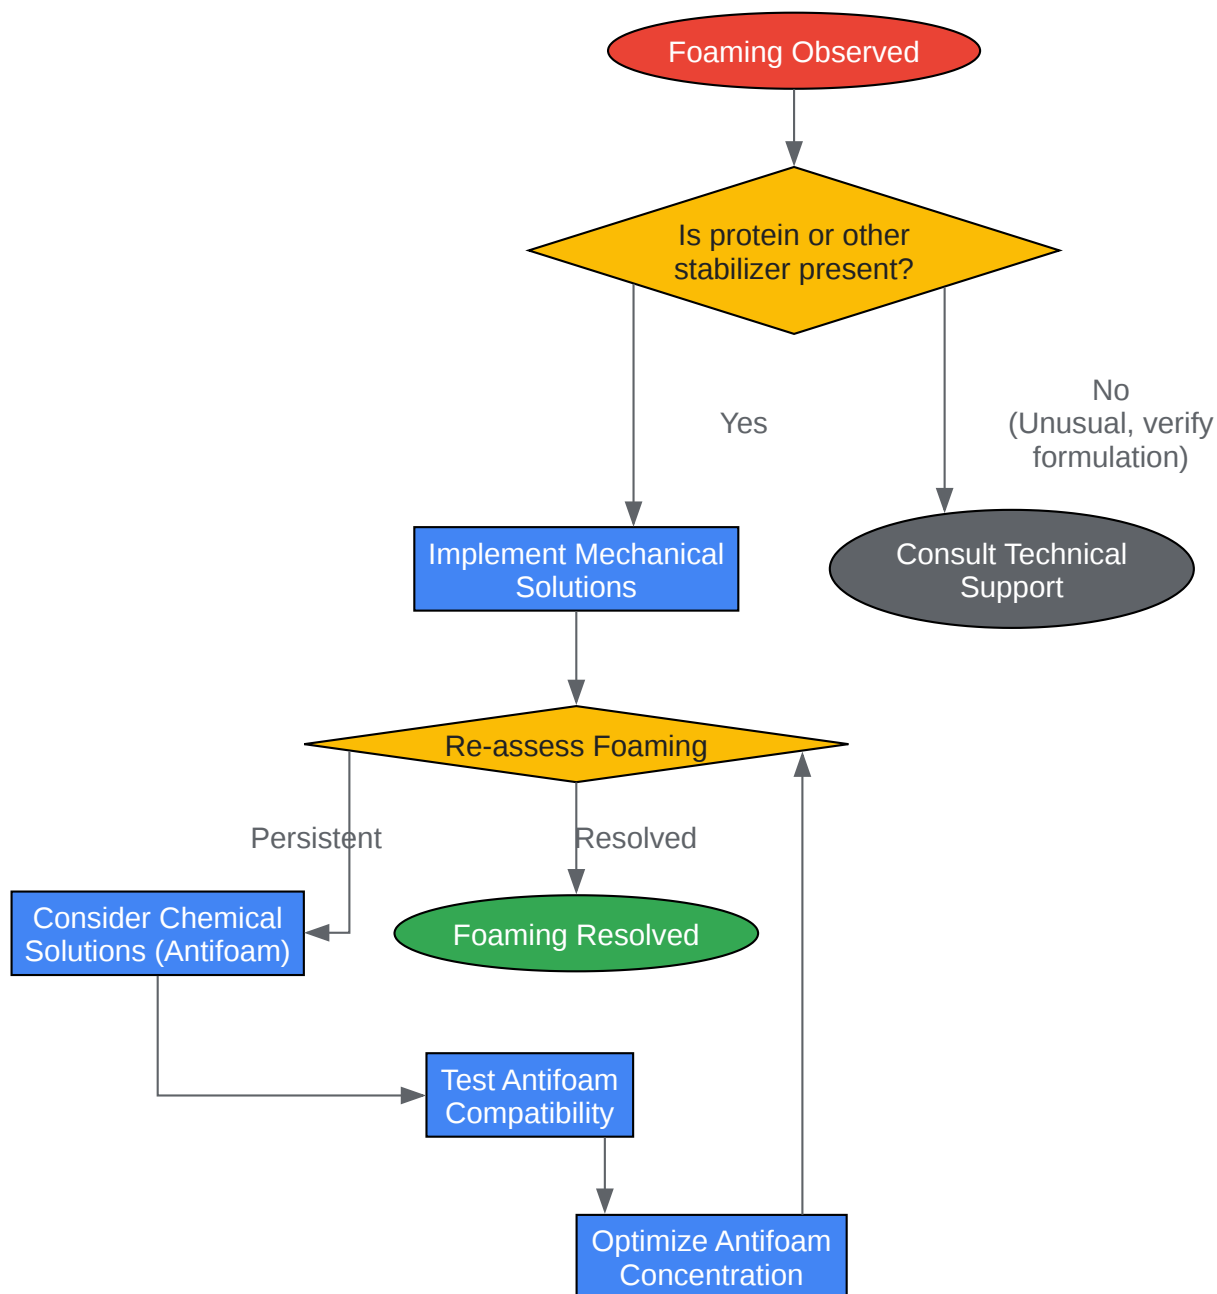 Foaming Observed
Is protein or other
stabilizer present?
Yes
No
(Unusual, verify
formulation)
Implement Mechanical
Solutions
Consult Technical
Support
Re-assess Foaming
Persistent
Resolved
Consider Chemical
Solutions (Antifoam)
Foaming Resolved
Test Antifoam
Compatibility
Optimize Antifoam
Concentration